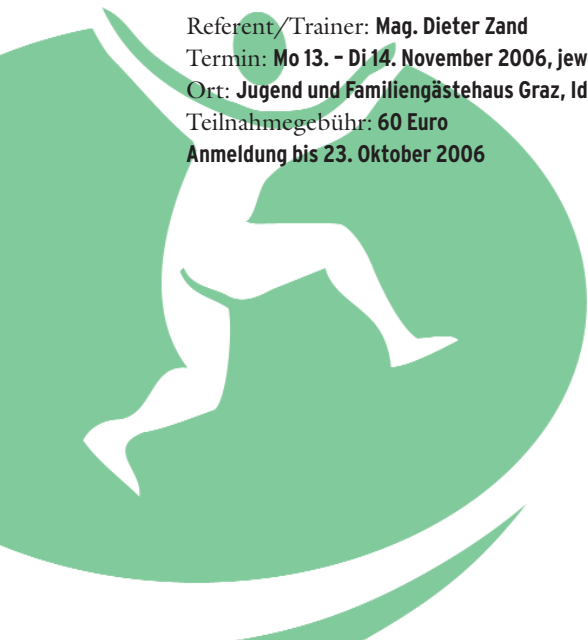 Referent/Trainer: Mag. Dieter Zand
Termin: Mo 13. – Di 14. November 2006, jew
Ort: Jugend und Familiengästehaus Graz, Id
Teilnahmegebühr: 60 Euro
Anmeldung bis 23. Oktober 2006